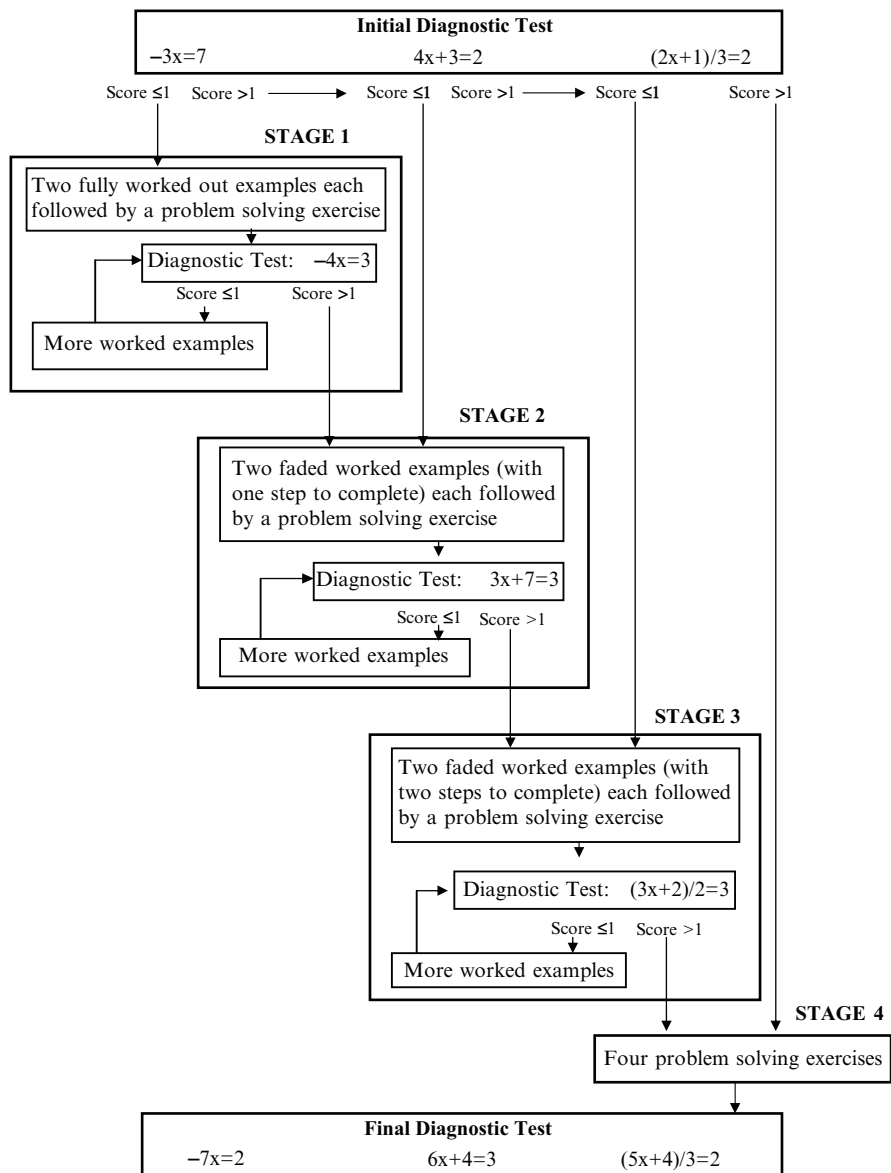 Initial Diagnostic Test
−3x=7 4x+3=2 (2x+1)/3=2
Score ≤1 Score >1 Score ≤1 Score >1 Score ≤1 Score >1
STAGE 1
Two fully worked out examples each
followed by a problem solving exercise
Diagnostic Test: −4x=3
Score ≤1 Score >1
More worked examples
STAGE 2
Two faded worked examples (with
one step to complete) each followed
by a problem solving exercise
Diagnostic Test: 3x+7=3
Score ≤1 Score >1
More worked examples
STAGE 3
Two faded worked examples (with
two steps to complete) each followed
by a problem solving exercise
Diagnostic Test: (3x+2)/2=3
Score ≤1 Score >1
More worked examples
STAGE 4
Four problem solving exercises
Final Diagnostic Test
−7x=2 6x+4=3 (5x+4)/3=2